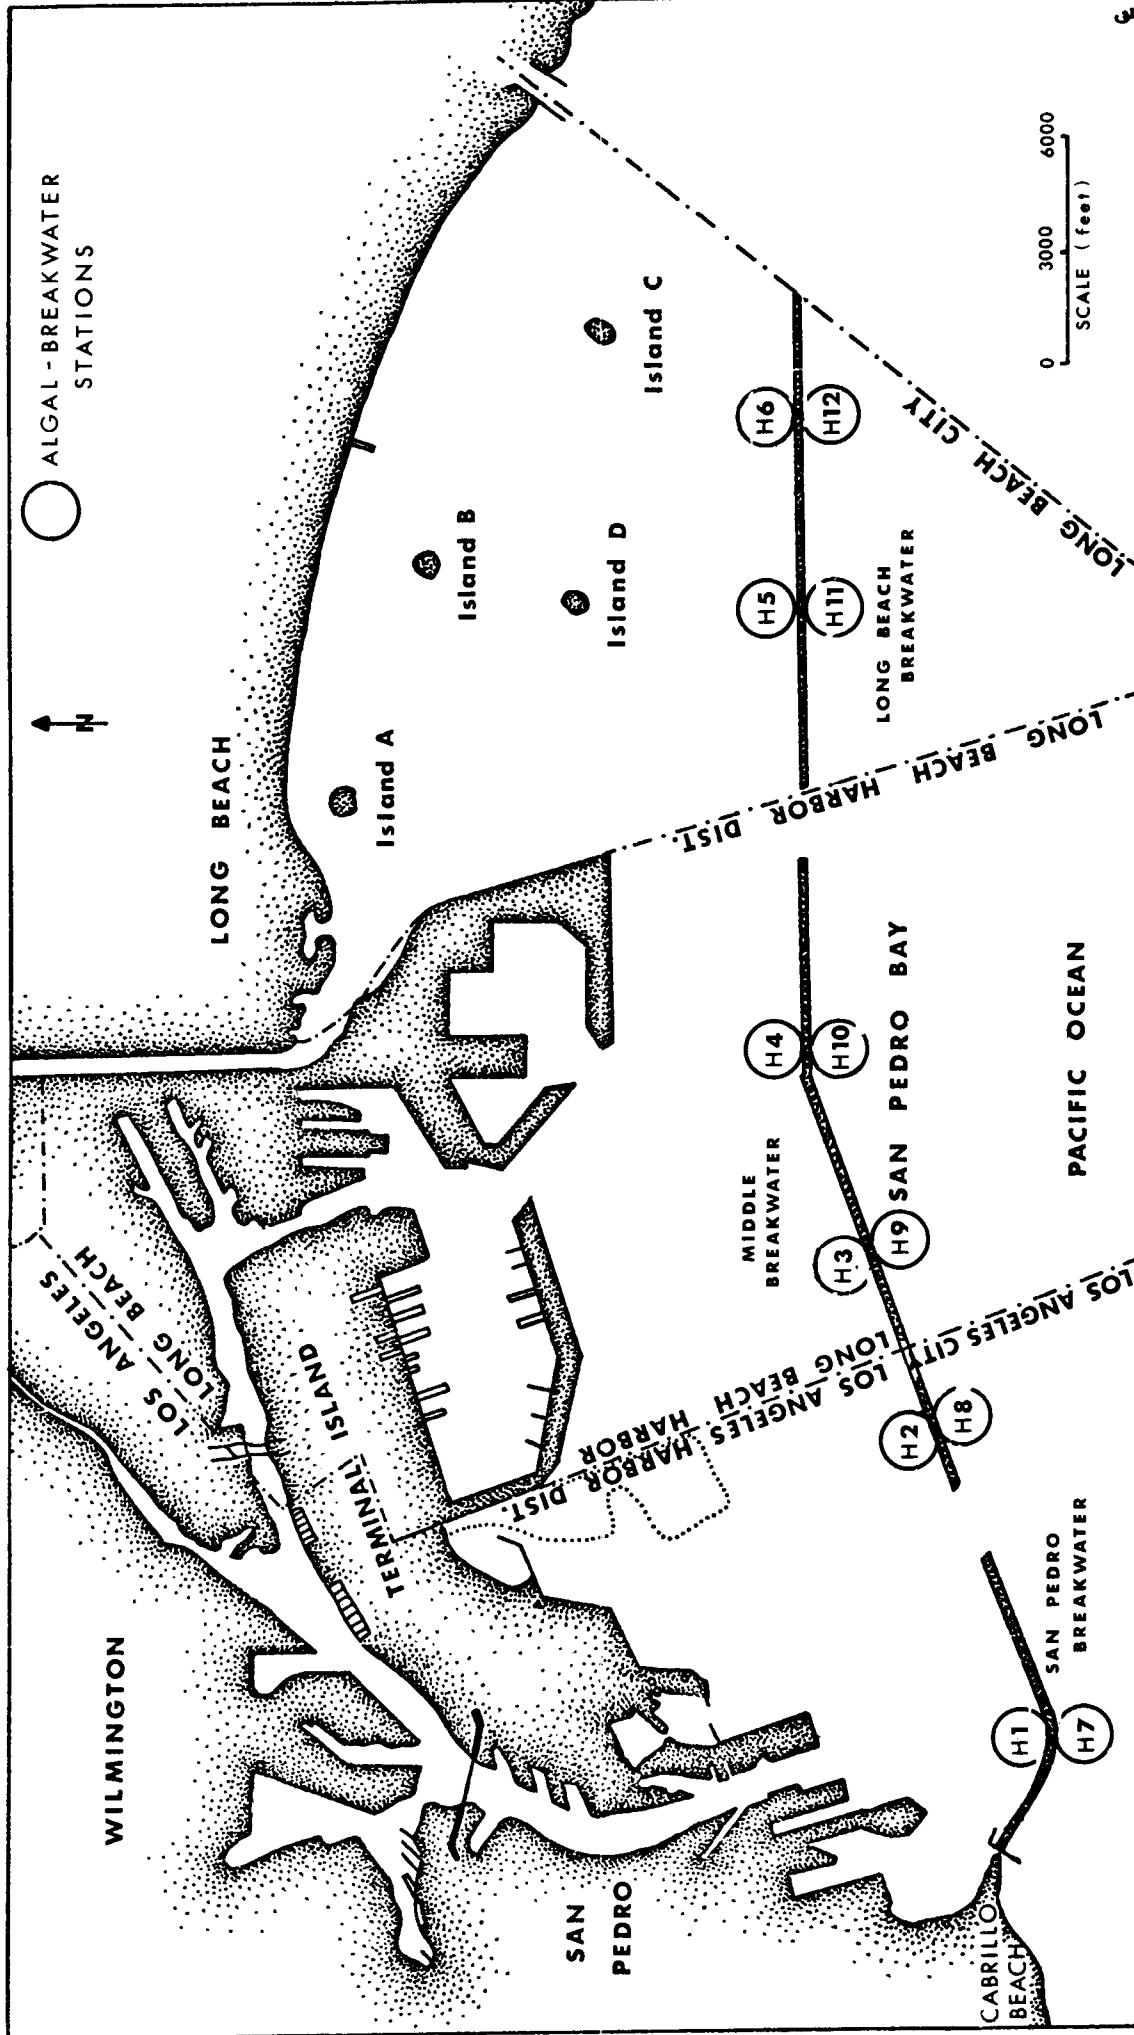 ALGAL-BREAKWATER
STATIONS
N
WILMINGTON
LOS ANGELES
LONG BEACH
LONG BEACH
TERMINAL ISLAND
SAN
PEDRO
Island A
Island B
Island D
Island C
HARBOR DIST.
LONG BEACH
HARBOR
LOS ANGELES
LOS ANGELES CITY
LONG BEACH HARBOR DIST.
LONG BEACH CITY
MIDDLE
BREAKWATER
LONG BEACH
BREAKWATER
SAN PEDRO
BREAKWATER
SAN PEDRO BAY
PACIFIC OCEAN
CABRILLO
BEACH
H1
H7
H2
H8
H3
H9
H4
H10
H5
H11
H6
H12
0 3000 6000
SCALE (feet)